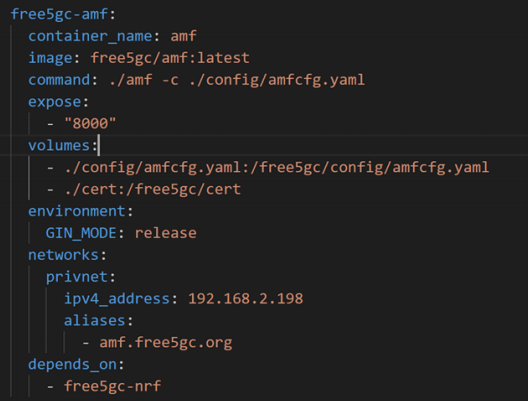 free5gc-amf:
  container_name: amf
  image: free5gc/amf:latest
  command: ./amf -c ./config/amfcfg.yaml
  expose:
    - "8000"
  volumes:
    - ./config/amfcfg.yaml:/free5gc/config/amfcfg.yaml
    - ./cert:/free5gc/cert
  environment:
    GIN_MODE: release
  networks:
    privnet:
      ipv4_address: 192.168.2.198
      aliases:
        - amf.free5gc.org
  depends_on:
    - free5gc-nrf